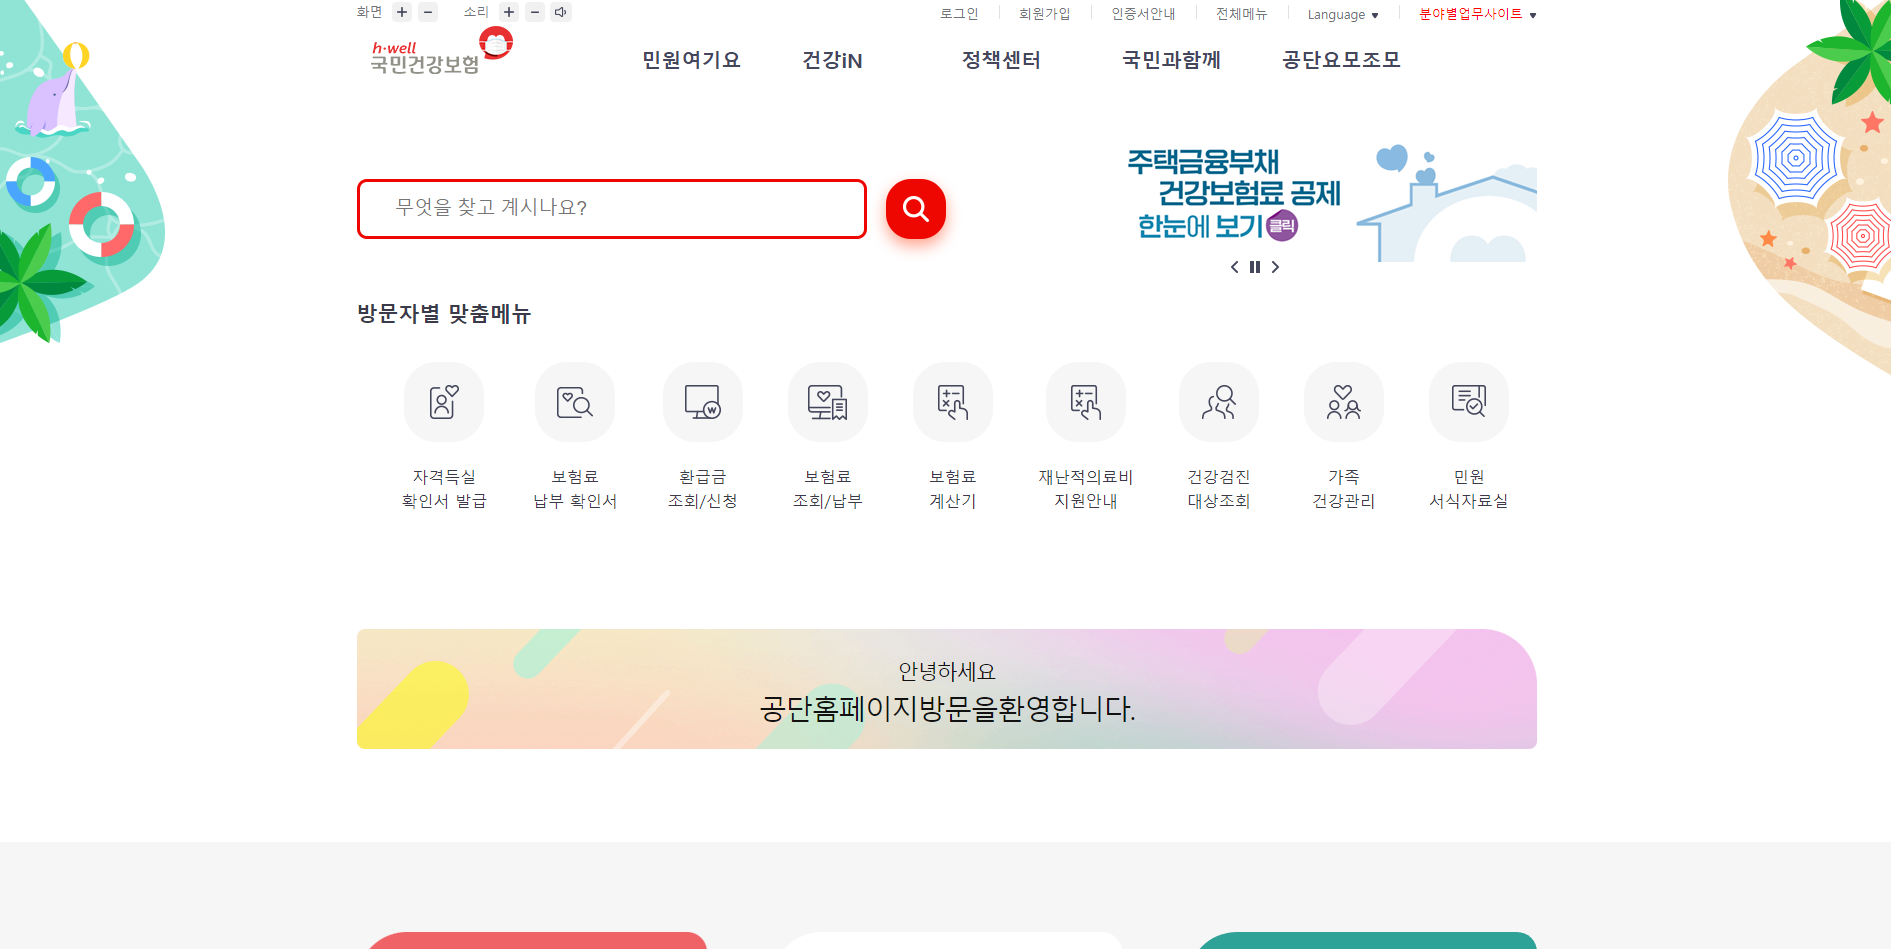 화면 + - 소리 + -
로그인 회원가입 인증서안내 전체메뉴 Language ▼ 분야별업무사이트 ▼
h·well
국민건강보험
민원여기요 건강iN 정책센터 국민과함께 공단요모조모
무엇을 찾고 계시나요?
주택금융부채
건강보험료 공제
한눈에 보기 클릭
방문자별 맞춤메뉴
자격득실
확인서 발급
보험료
납부 확인서
환급금
조회/신청
보험료
조회/납부
보험료
계산기
재난적의료비
지원안내
건강검진
대상조회
가족
건강관리
민원
서식자료실
안녕하세요
공단홈페이지방문을환영합니다.